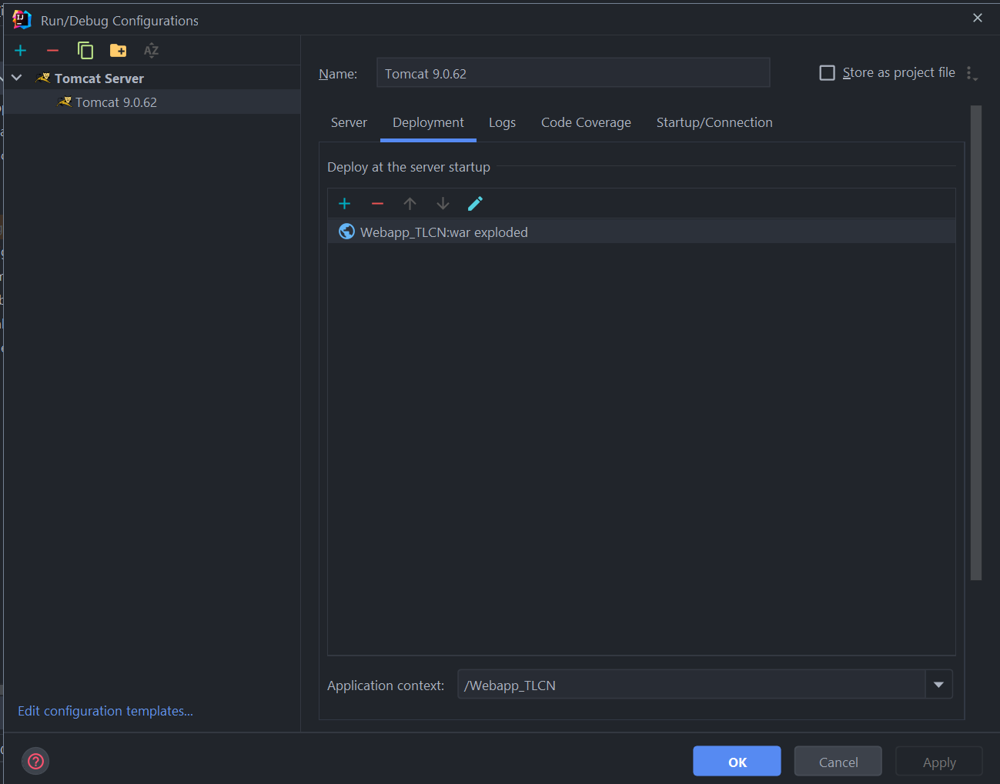 Run/Debug Configurations
AZ
Tomcat Server
Tomcat 9.0.62
Name: Tomcat 9.0.62
Store as project file
Server Deployment Logs Code Coverage Startup/Connection
Deploy at the server startup
Webapp_TLCN:war exploded
Application context: /Webapp_TLCN
Edit configuration templates...
?
OK Cancel Apply